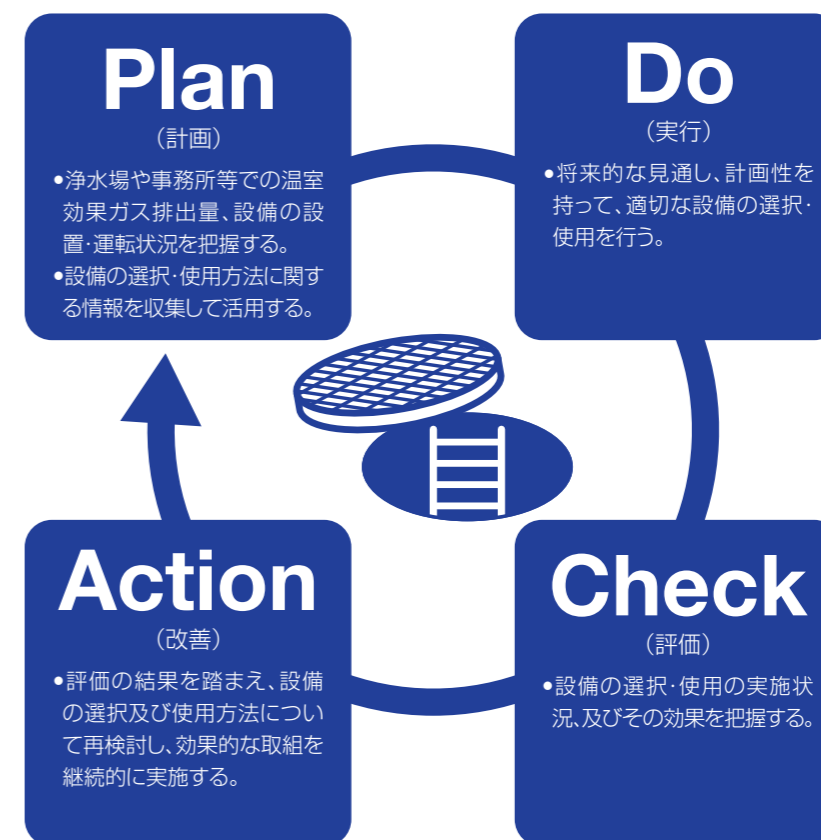 Plan
（計画）
•浄水場や事務所等での温室
効果ガス排出量、設備の設
置・運転状況を把握する。
•設備の選択・使用方法に関す
る情報を収集して活用する。
Do
（実行）
•将来的な見通し、計画性を
持って、適切な設備の選択・
使用を行う。
Action
（改善）
•評価の結果を踏まえ、設備
の選択及び使用方法につい
て再検討し、効果的な取組を
継続的に実施する。
Check
（評価）
•設備の選択・使用の実施状
況、及びその効果を把握する。